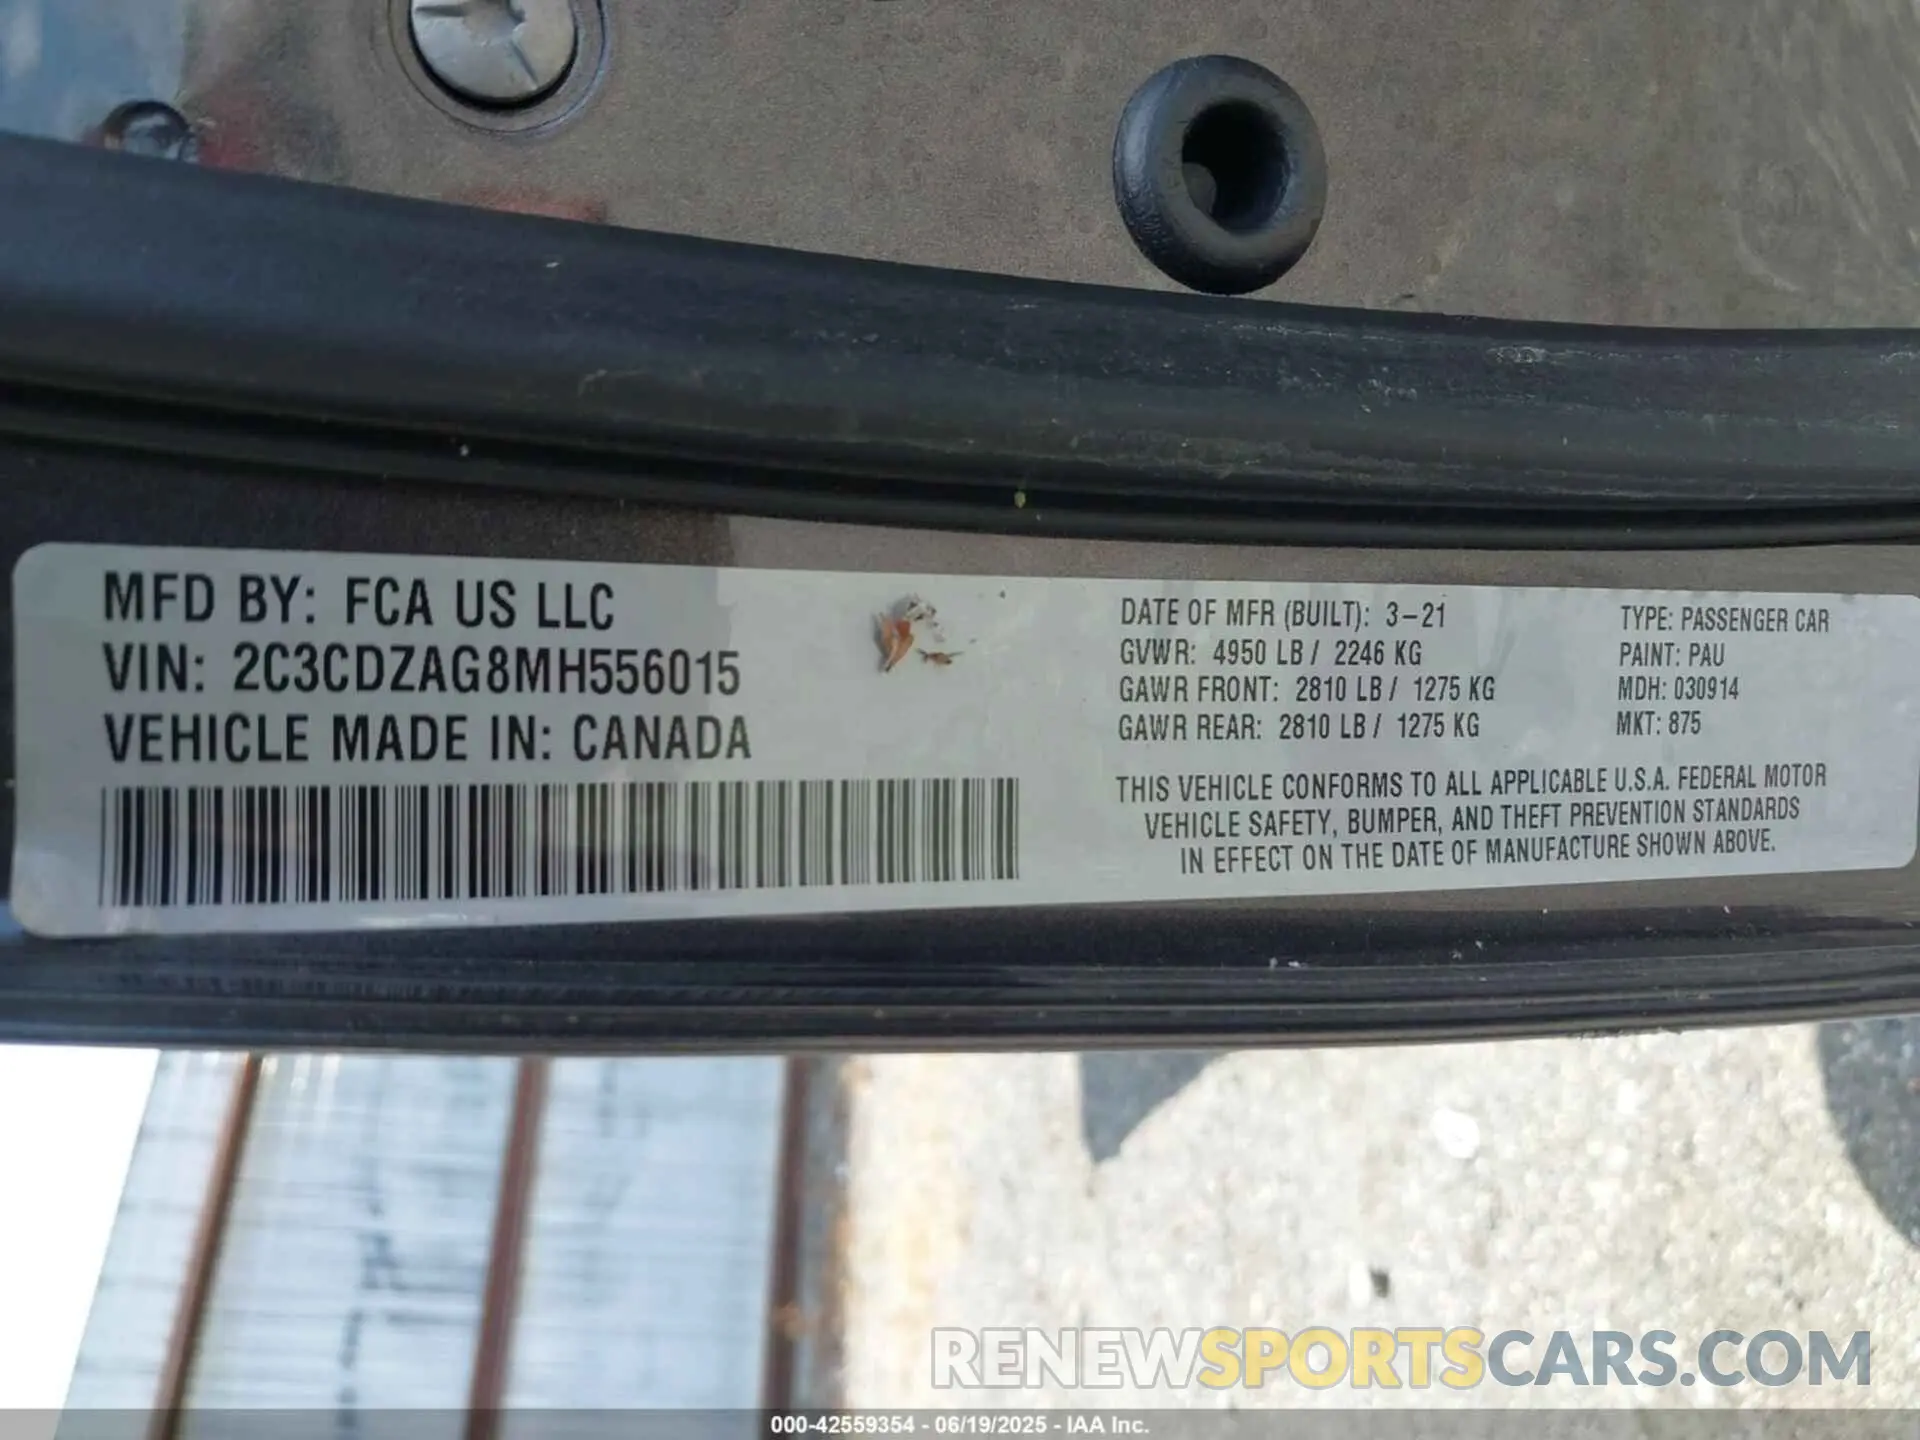 MFD BY: FCA US LLC
VIN: 2C3CDZAG8MH556015
VEHICLE MADE IN: CANADA
DATE OF MFR (BUILT): 3-21
GVWR: 4950 LB / 2246 KG
GAWR FRONT: 2810 LB / 1275 KG
GAWR REAR: 2810 LB / 1275 KG
TYPE: PASSENGER CAR
PAINT: PAU
MDH: 030914
MKT: 875
THIS VEHICLE CONFORMS TO ALL APPLICABLE U.S.A. FEDERAL MOTOR
VEHICLE SAFETY, BUMPER, AND THEFT PREVENTION STANDARDS
IN EFFECT ON THE DATE OF MANUFACTURE SHOWN ABOVE.
RENEWSPORTSCARS.COM
000-42559354 - 06/19/2025 - IAA Inc.